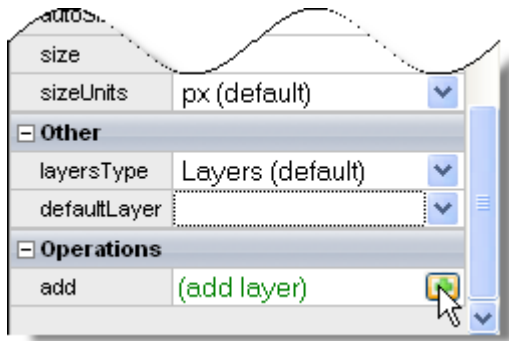 size
sizeUnits px (default)
Other
layersType Layers (default)
defaultLayer
Operations
add (add layer)